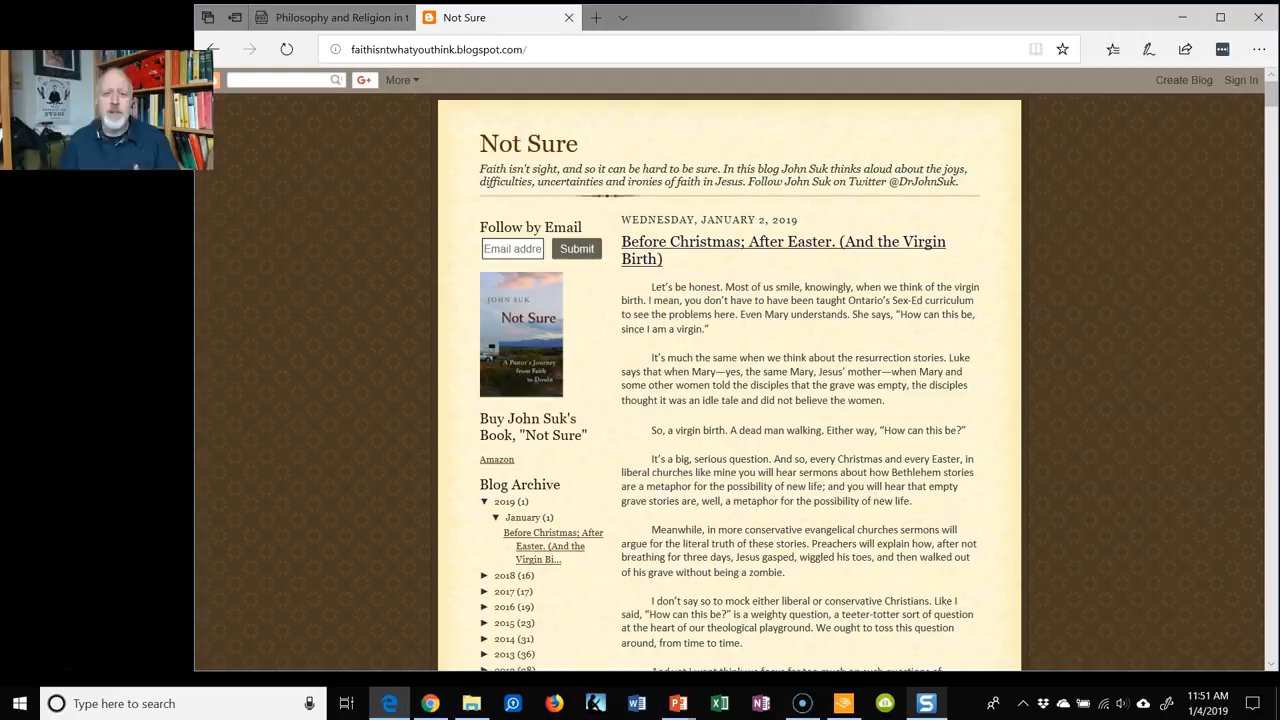 Philosophy and Religion in t
Not Sure
faithisntwhatyouthink.blogspot.com/
G+
More
Create Blog
Sign In
Not Sure
Faith isn't sight, and so it can be hard to be sure. In this blog John Suk thinks aloud about the joys,
difficulties, uncertainties and ironies of faith in Jesus. Follow John Suk on Twitter @DrJohnSuk.
Follow by Email
Email addre
Submit
JOHN SUK
Not Sure
A Pastor's Journey
from Faith
to Doubt
Buy John Suk's
Book, "Not Sure"
Amazon
Blog Archive
▼ 2019 (1)
▼ January (1)
Before Christmas; After
Easter. (And the
Virgin Bi...
► 2018 (16)
► 2017 (17)
► 2016 (19)
► 2015 (23)
► 2014 (31)
► 2013 (36)
WEDNESDAY, JANUARY 2, 2019
Before Christmas; After Easter. (And the Virgin
Birth)
Let's be honest. Most of us smile, knowingly, when we think of the virgin
birth. I mean, you don't have to have been taught Ontario's Sex-Ed curriculum
to see the problems here. Even Mary understands. She says, "How can this be,
since I am a virgin."
It's much the same when we think about the resurrection stories. Luke
says that when Mary—yes, the same Mary, Jesus' mother—when Mary and
some other women told the disciples that the grave was empty, the disciples
thought it was an idle tale and did not believe the women.
So, a virgin birth. A dead man walking. Either way, "How can this be?"
It's a big, serious question. And so, every Christmas and every Easter, in
liberal churches like mine you will hear sermons about how Bethlehem stories
are a metaphor for the possibility of new life; and you will hear that empty
grave stories are, well, a metaphor for the possibility of new life.
Meanwhile, in more conservative evangelical churches sermons will
argue for the literal truth of these stories. Preachers will explain how, after not
breathing for three days, Jesus gasped, wiggled his toes, and then walked out
of his grave without being a zombie.
I don't say so to mock either liberal or conservative Christians. Like I
said, "How can this be?" is a weighty question, a teeter-totter sort of question
at the heart of our theological playground. We ought to toss this question
around, from time to time.
Type here to search
11:51 AM
1/4/2019